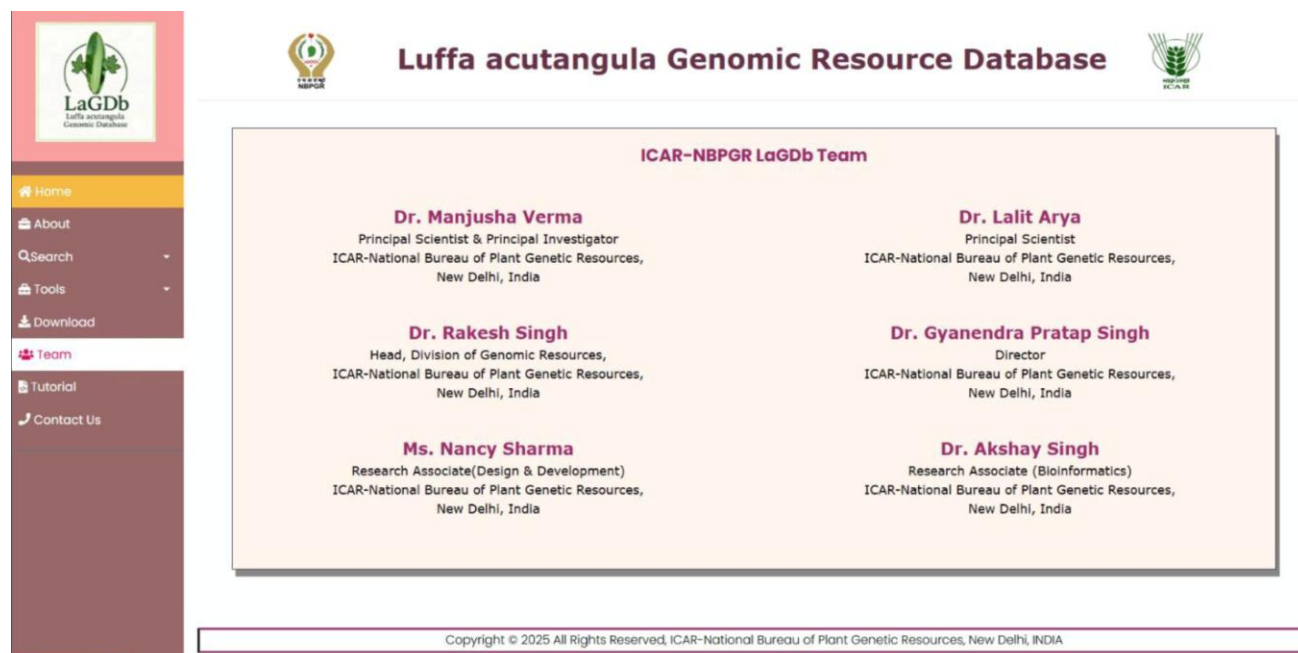 LaGDb
Luffa acutangula
Genomic Database
NBPGR
Luffa acutangula Genomic Resource Database
ICAR
Home
About
Search
Tools
Download
Team
Tutorial
Contact Us
ICAR-NBPGR LaGDb Team
Dr. Manjusha Verma
Principal Scientist & Principal Investigator
ICAR-National Bureau of Plant Genetic Resources,
New Delhi, India
Dr. Lalit Arya
Principal Scientist
ICAR-National Bureau of Plant Genetic Resources,
New Delhi, India
Dr. Rakesh Singh
Head, Division of Genomic Resources,
ICAR-National Bureau of Plant Genetic Resources,
New Delhi, India
Dr. Gyanendra Pratap Singh
Director
ICAR-National Bureau of Plant Genetic Resources,
New Delhi, India
Ms. Nancy Sharma
Research Associate(Design & Development)
ICAR-National Bureau of Plant Genetic Resources,
New Delhi, India
Dr. Akshay Singh
Research Associate (Bioinformatics)
ICAR-National Bureau of Plant Genetic Resources,
New Delhi, India
Copyright © 2025 All Rights Reserved, ICAR-National Bureau of Plant Genetic Resources, New Delhi, INDIA